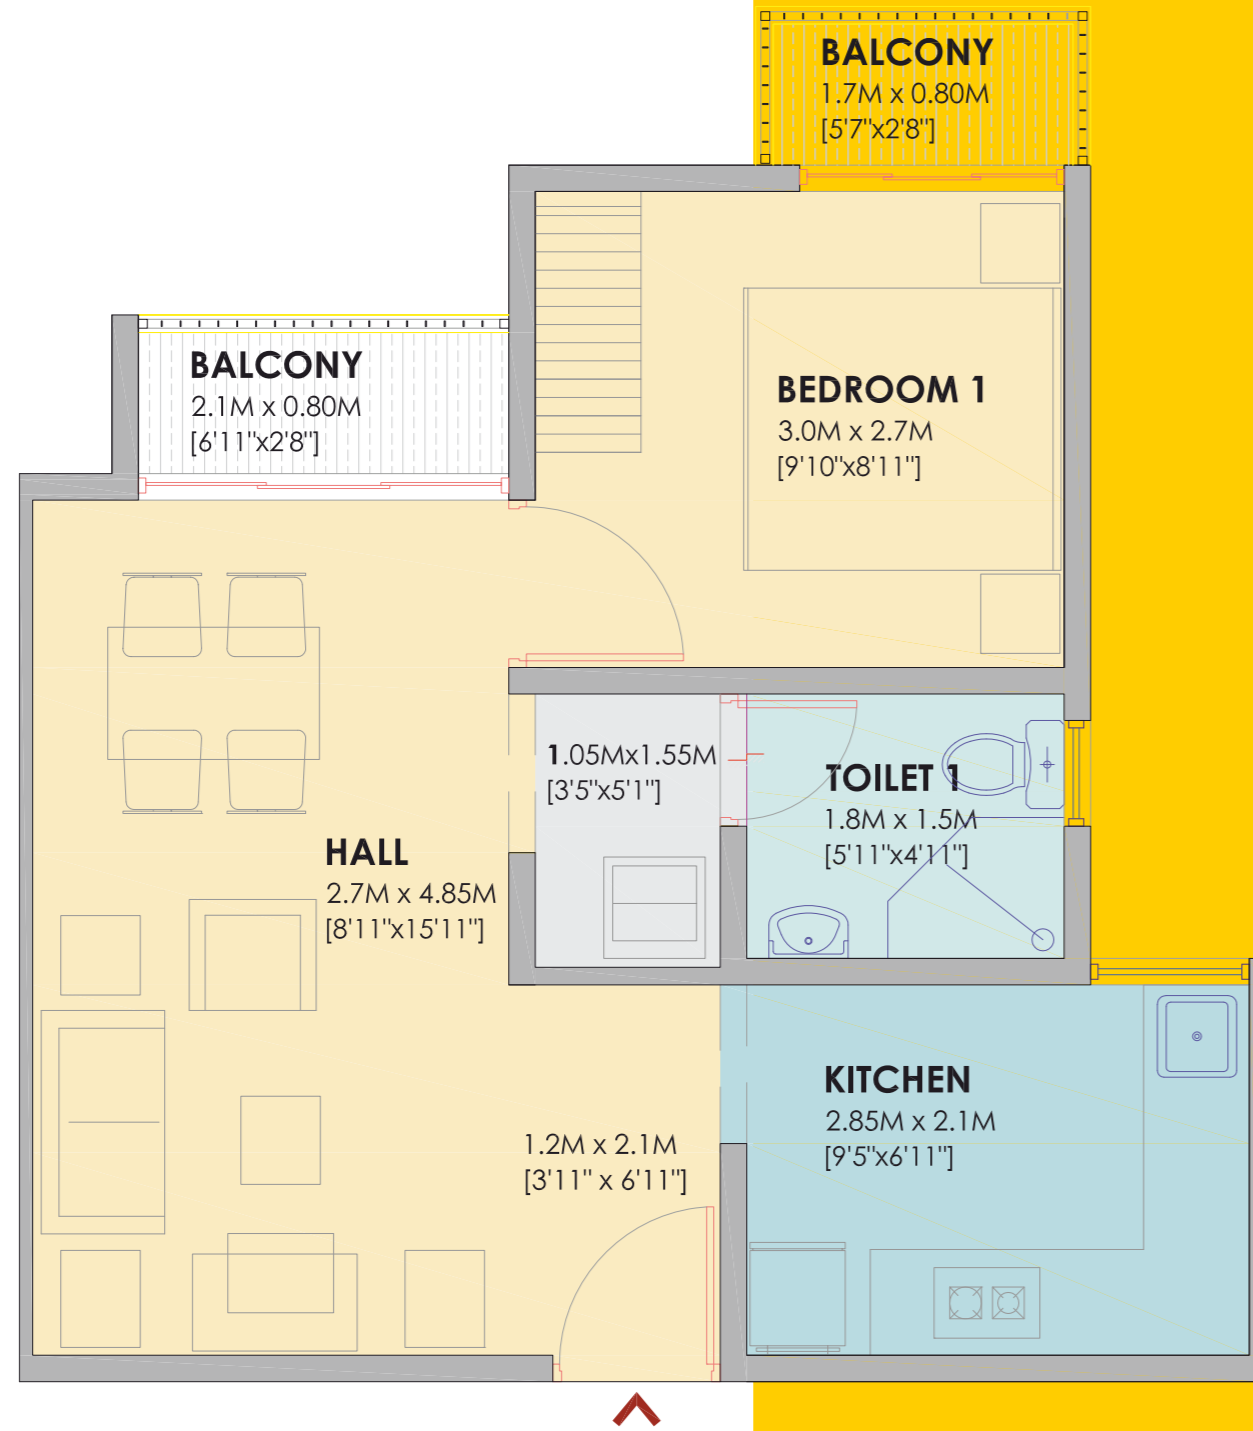 BALCONY
1.7M x 0.80M
[5'7"x2'8"]
BALCONY
2.1M x 0.80M
[6'11"x2'8"]
BEDROOM 1
3.0M x 2.7M
[9'10"x8'11"]
1.05Mx1.55M
[3'5"x5'1"]
TOILET 1
1.8M x 1.5M
[5'11"x4'11"]
HALL
2.7M x 4.85M
[8'11"x15'11"]
KITCHEN
2.85M x 2.1M
[9'5"x6'11"]
1.2M x 2.1M
[3'11" x 6'11"]